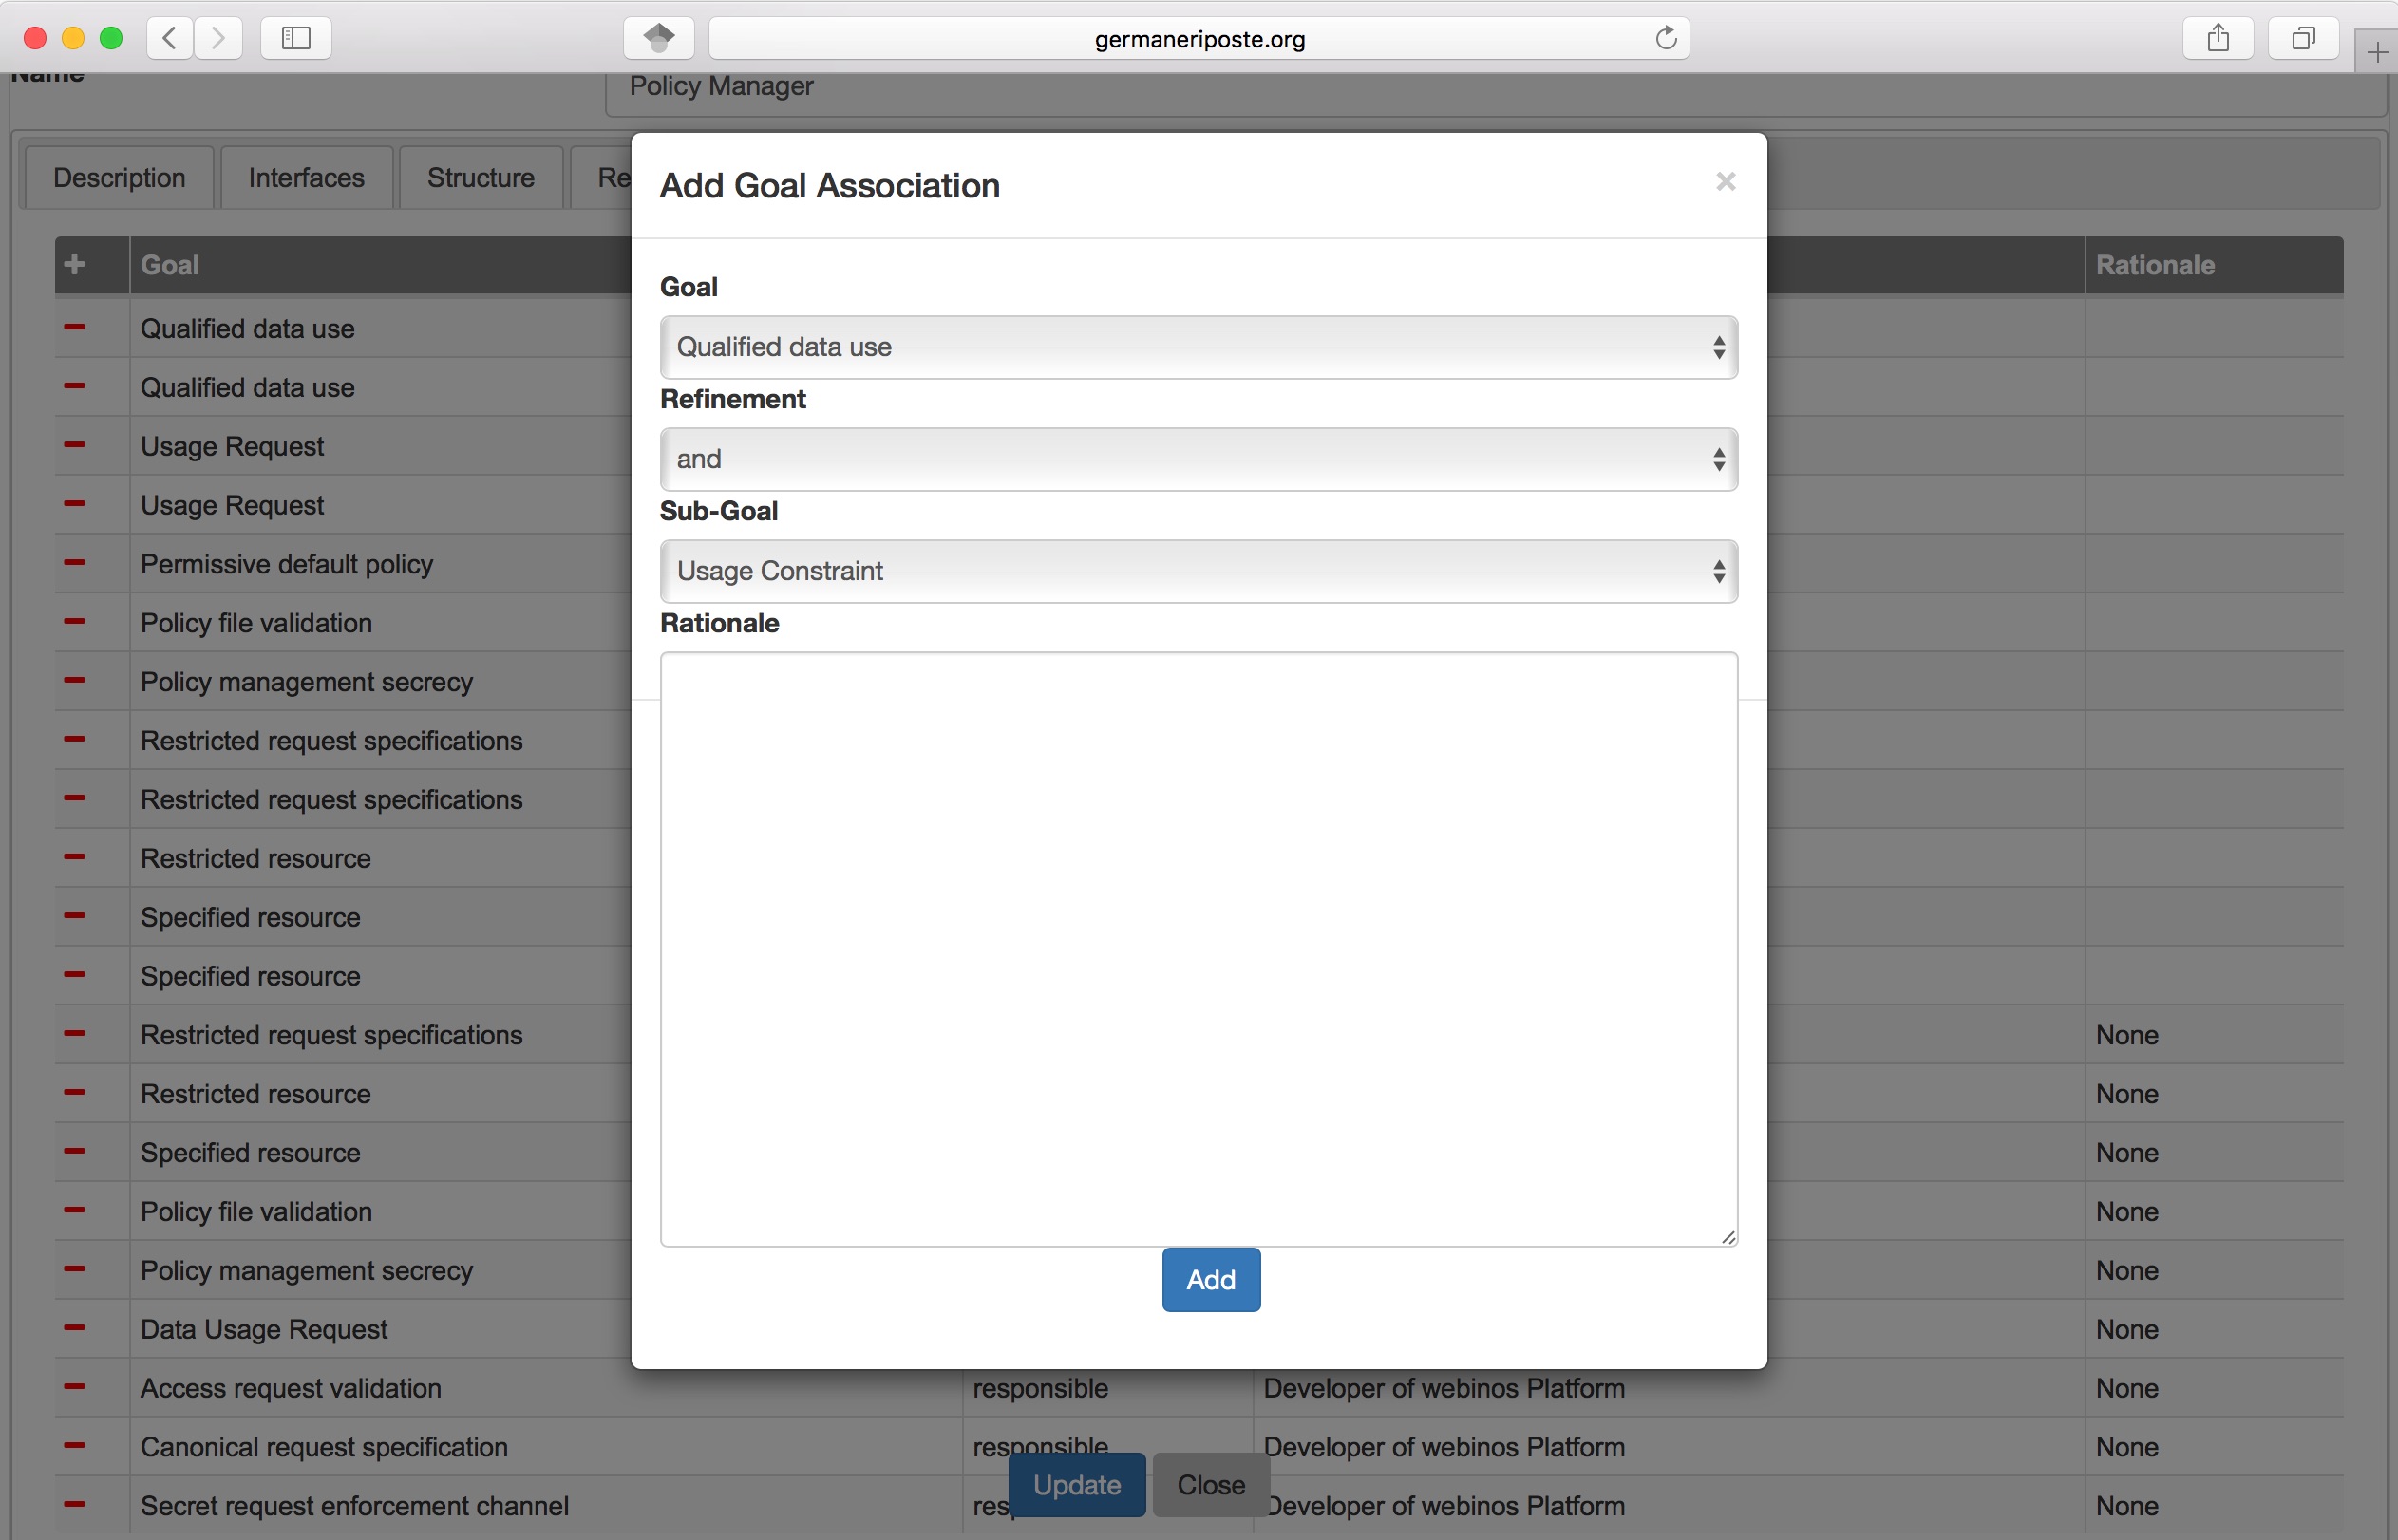 germaneriposte.org
Name
Policy Manager
Description
Interfaces
Structure
Re
Add Goal Association
×
+ Goal
Rationale
Goal
Qualified data use
Refinement
and
Sub-Goal
Usage Constraint
Rationale
Add
Qualified data use
Qualified data use
Usage Request
Usage Request
Permissive default policy
Policy file validation
Policy management secrecy
Restricted request specifications
Restricted request specifications
Restricted resource
Specified resource
Specified resource
Restricted request specifications None
Restricted resource None
Specified resource None
Policy file validation None
Policy management secrecy None
Data Usage Request None
Access request validation responsible Developer of webinos Platform None
Canonical request specification responsible Developer of webinos Platform None
Update
Close
Secret request enforcement channel res Developer of webinos Platform None